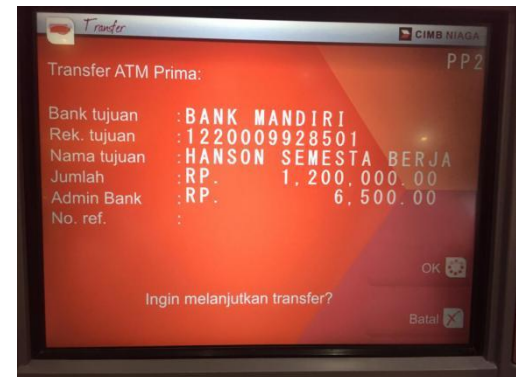 Transfer
CIMB NIAGA
PP2
Transfer ATM Prima:
Bank tujuan :BANK MANDIRI
Rek. tujuan :1220009928501
Nama tujuan :HANSON SEMESTA BERJA
Jumlah :RP. 1,200,000.00
Admin Bank :RP. 6,500.00
No. ref. :
OK
Ingin melanjutkan transfer?
Batal